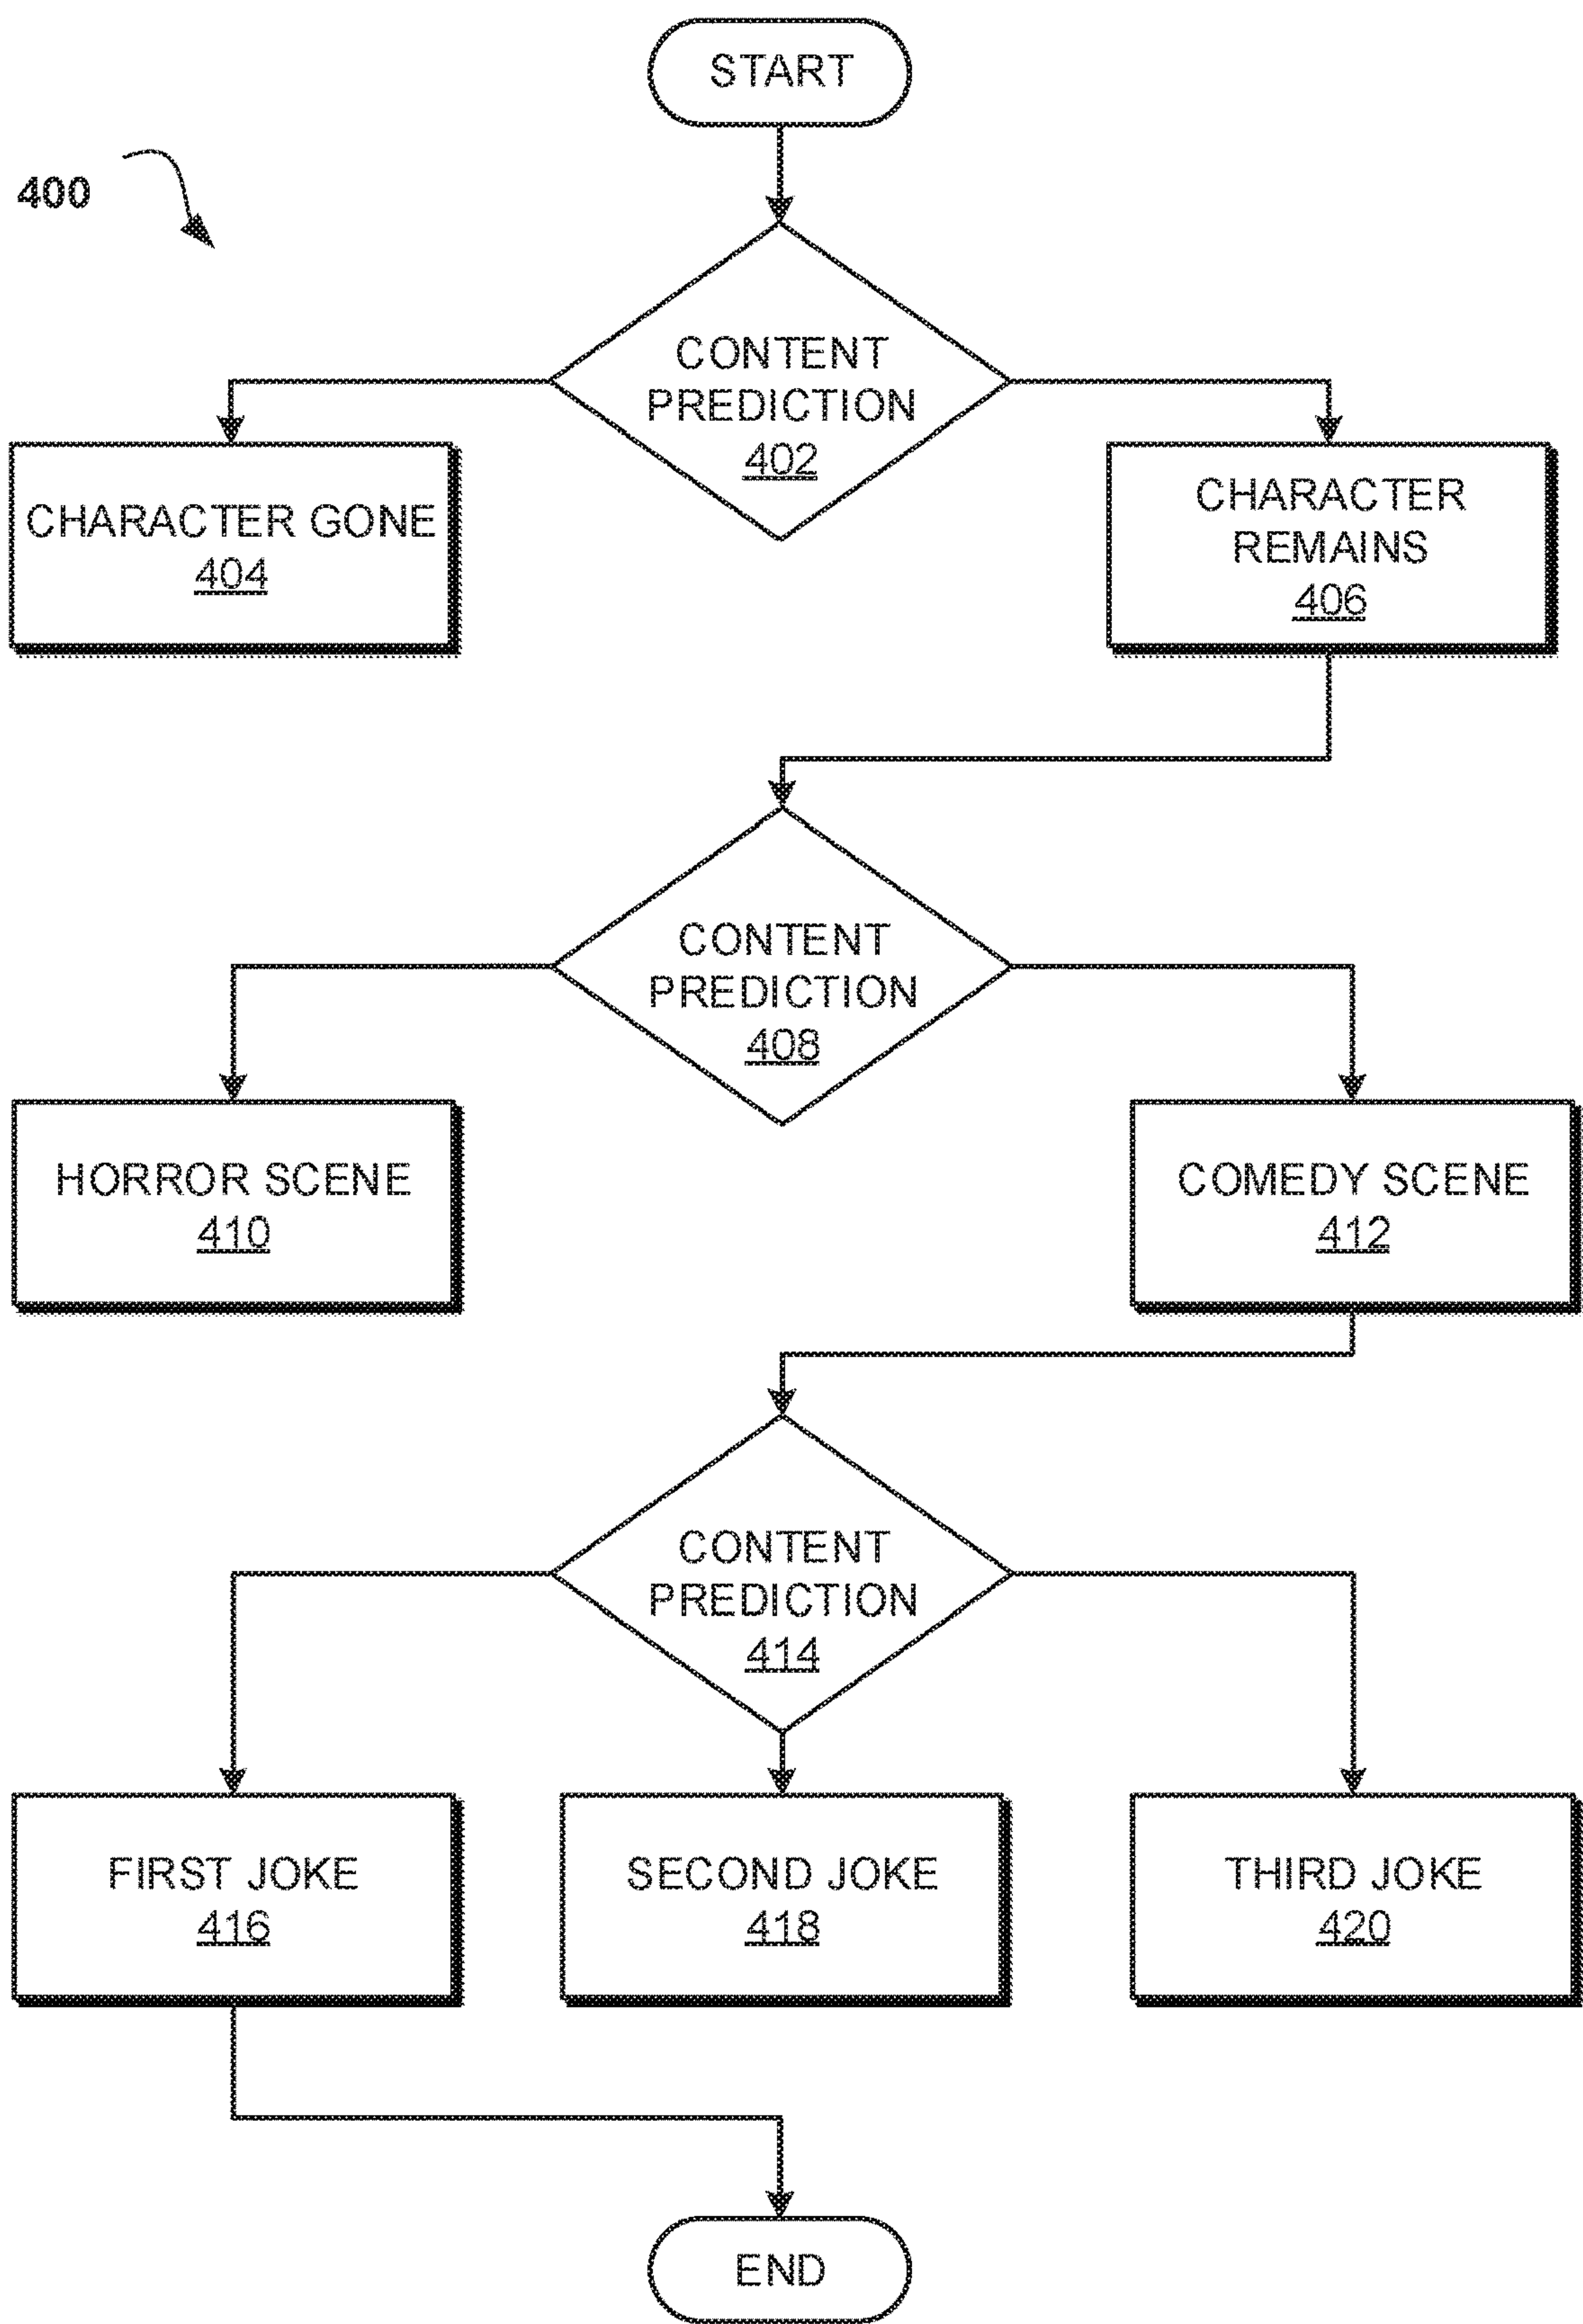 START
400
CONTENT
PREDICTION
402
CHARACTER GONE
404
CHARACTER
REMAINS
406
CONTENT
PREDICTION
408
HORROR SCENE
410
COMEDY SCENE
412
CONTENT
PREDICTION
414
FIRST JOKE
416
SECOND JOKE
418
THIRD JOKE
420
END